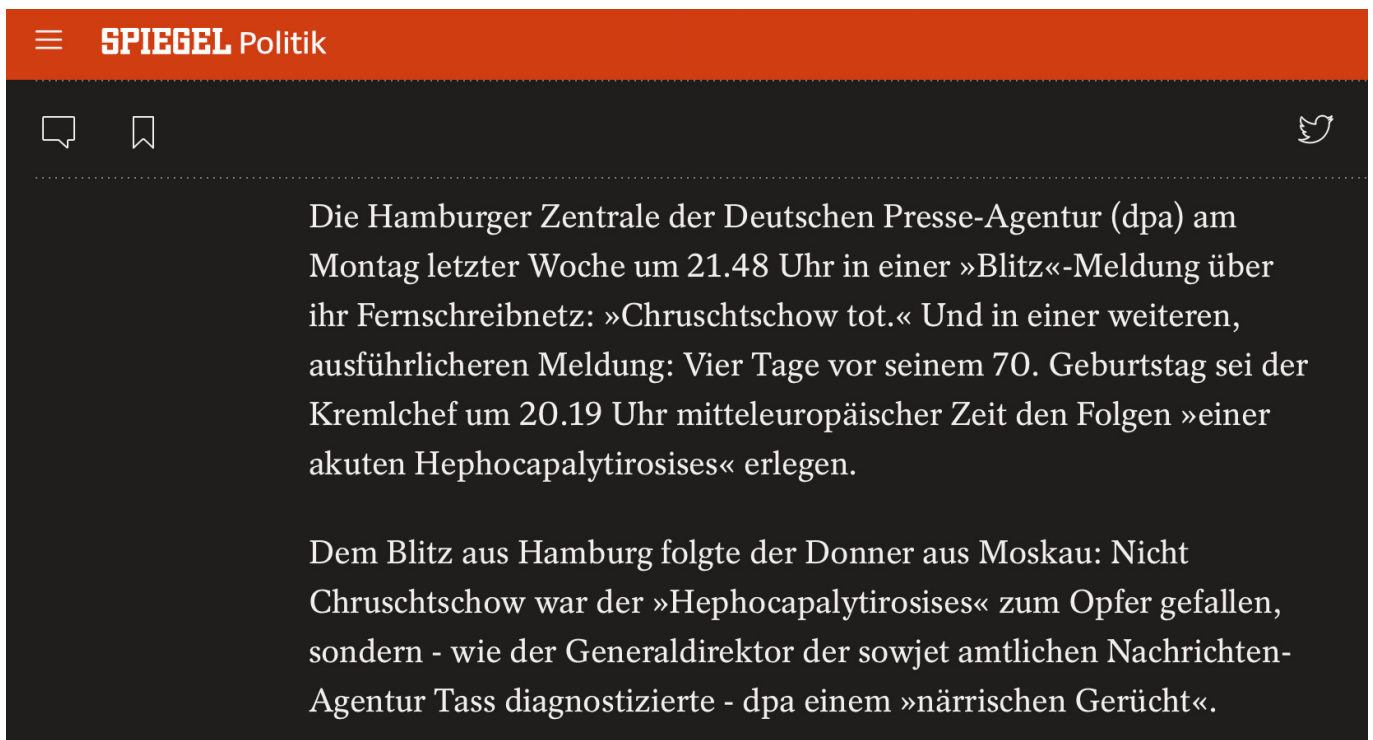 SPIEGEL Politik
Die Hamburger Zentrale der Deutschen Presse-Agentur (dpa) am
Montag letzter Woche um 21.48 Uhr in einer »Blitz«-Meldung über
ihr Fernschreibnetz: »Chruschtschow tot.« Und in einer weiteren,
ausführlicheren Meldung: Vier Tage vor seinem 70. Geburtstag sei der
Kremlchef um 20.19 Uhr mitteleuropäischer Zeit den Folgen »einer
akuten Hephocapalytirosises« erlegen.
Dem Blitz aus Hamburg folgte der Donner aus Moskau: Nicht
Chruschtschow war der »Hephocapalytirosises« zum Opfer gefallen,
sondern - wie der Generaldirektor der sowjet amtlichen Nachrichten-
Agentur Tass diagnostizierte - dpa einem »närrischen Gerücht«.